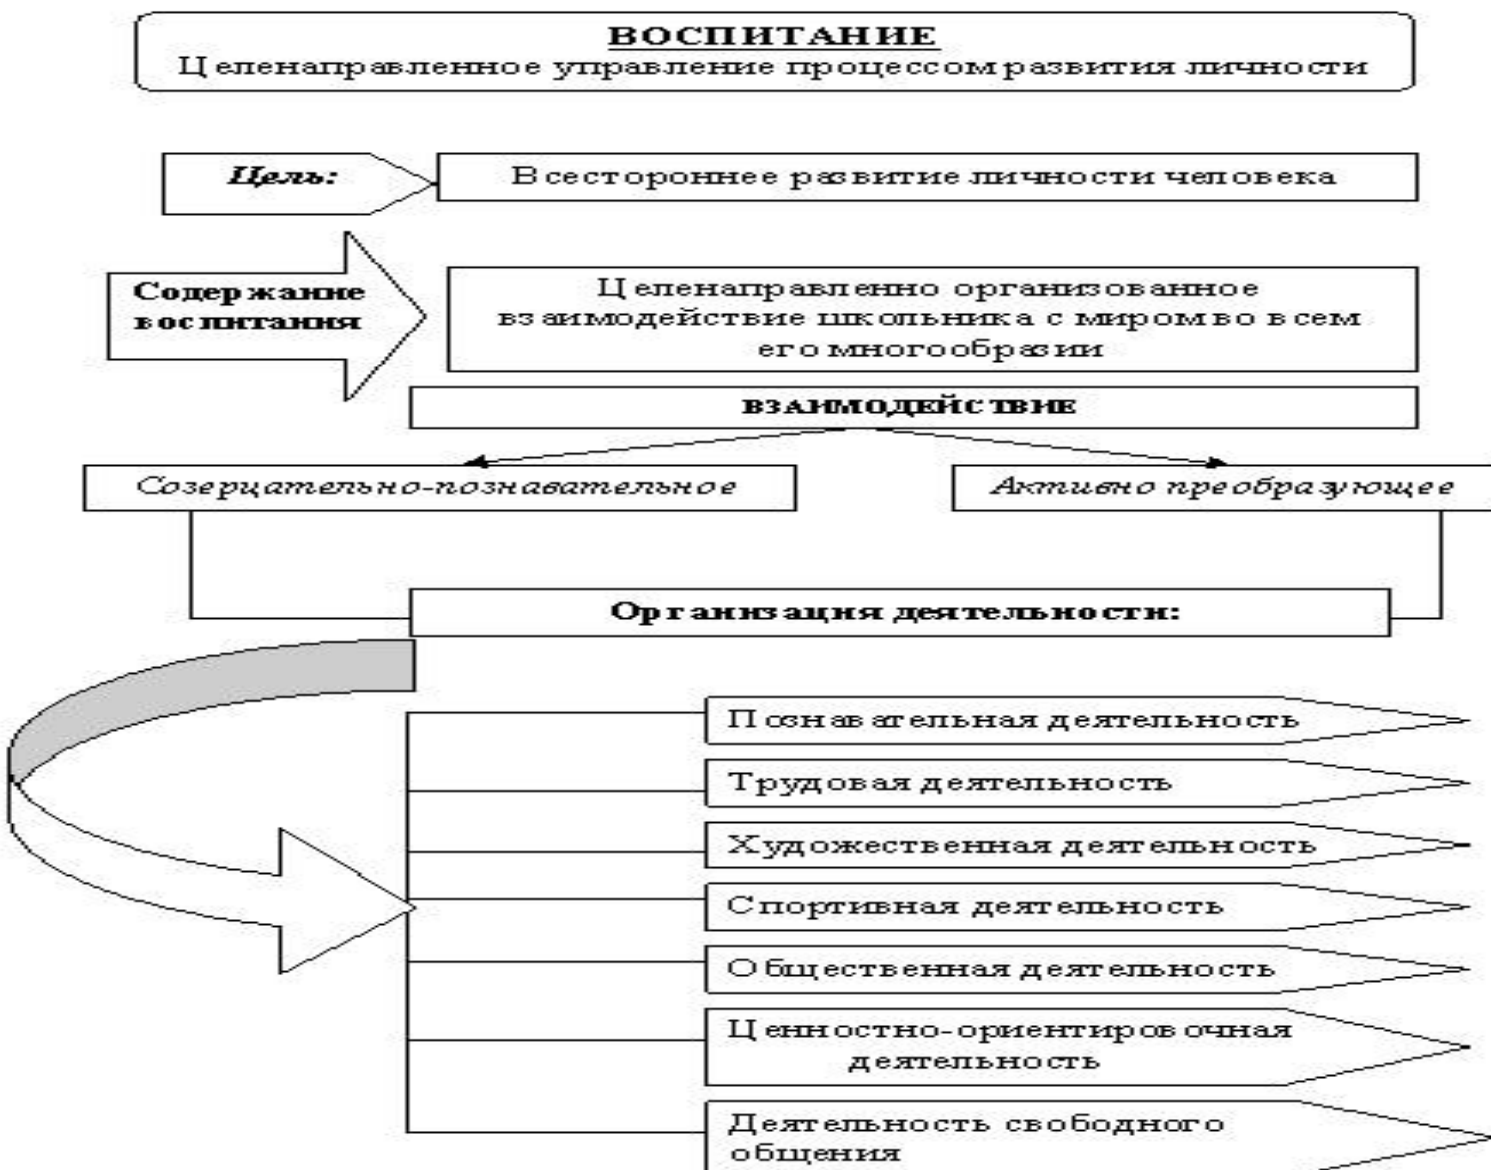 ВОСПИТАНИЕ
Целенаправленное управление процессом развития личности
Цель:
Всестороннее развитие личности человека
Содержание
воспитания
Целенаправленно организованное
взаимодействие школьника с миром во всем
его многообразии
ВЗАИМОДЕЙСТВИЕ
Созерцательно-познавательное
Активно преобразующее
Организация деятельности:
Познавательная деятельность
Трудовая деятельность
Художественная деятельность
Спортивная деятельность
Общественная деятельность
Ценностно-ориентировочная
деятельность
Деятельность свободного
общения